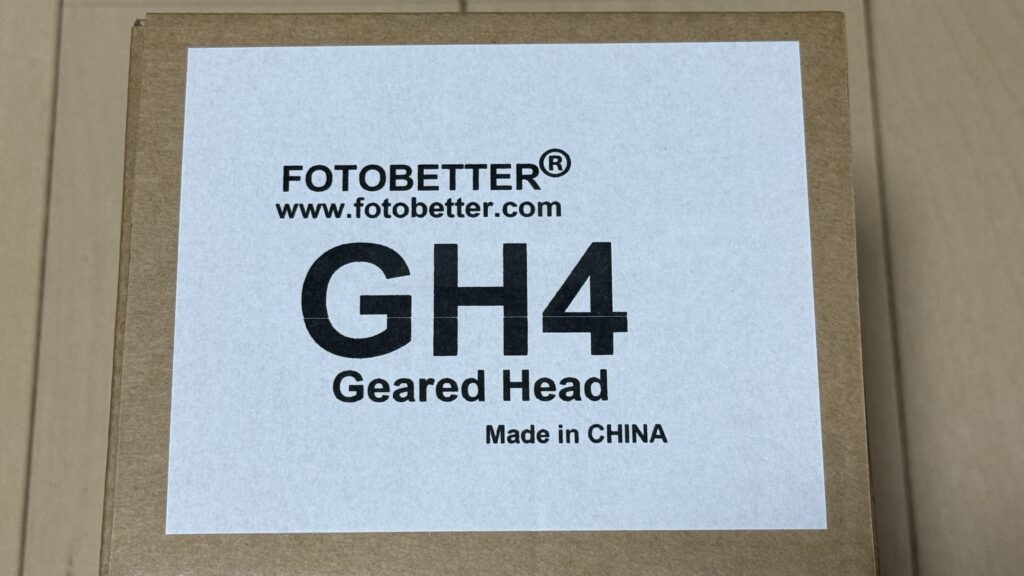 FOTOBETTER®
www.fotobetter.com
GH4
Geared Head
Made in CHINA